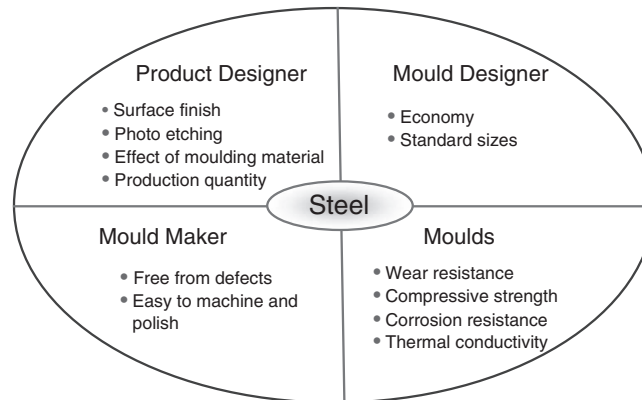 Product Designer
• Surface finish
• Photo etching
• Effect of moulding material
• Production quantity
Mould Designer
• Economy
• Standard sizes
Steel
Mould Maker
• Free from defects
• Easy to machine and
polish
Moulds
• Wear resistance
• Compressive strength
• Corrosion resistance
• Thermal conductivity